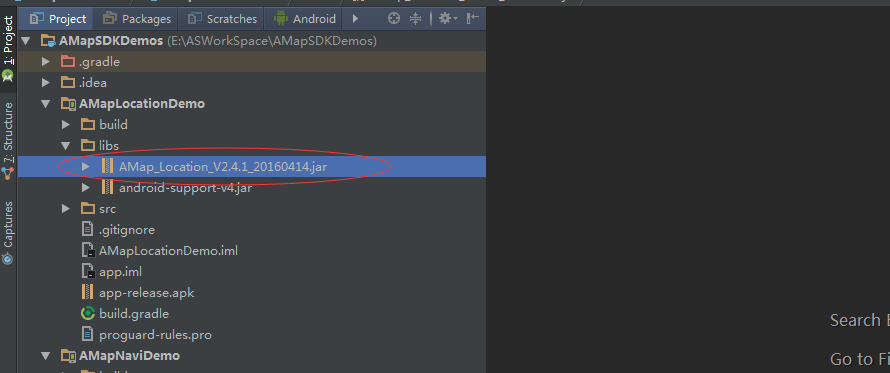 Project Packages Scratches Android
1: Project
7: Structure
Captures
AMapSDKDemos (E:\ASWorkSpace\AMapSDKDemos)
.gradle
.idea
AMapLocationDemo
build
libs
AMap_Location_V2.4.1_20160414.jar
android-support-v4.jar
src
.gitignore
AMapLocationDemo.iml
app.iml
app-release.apk
build.gradle
proguard-rules.pro
AMapNaviDemo
Search E
Go to Fi